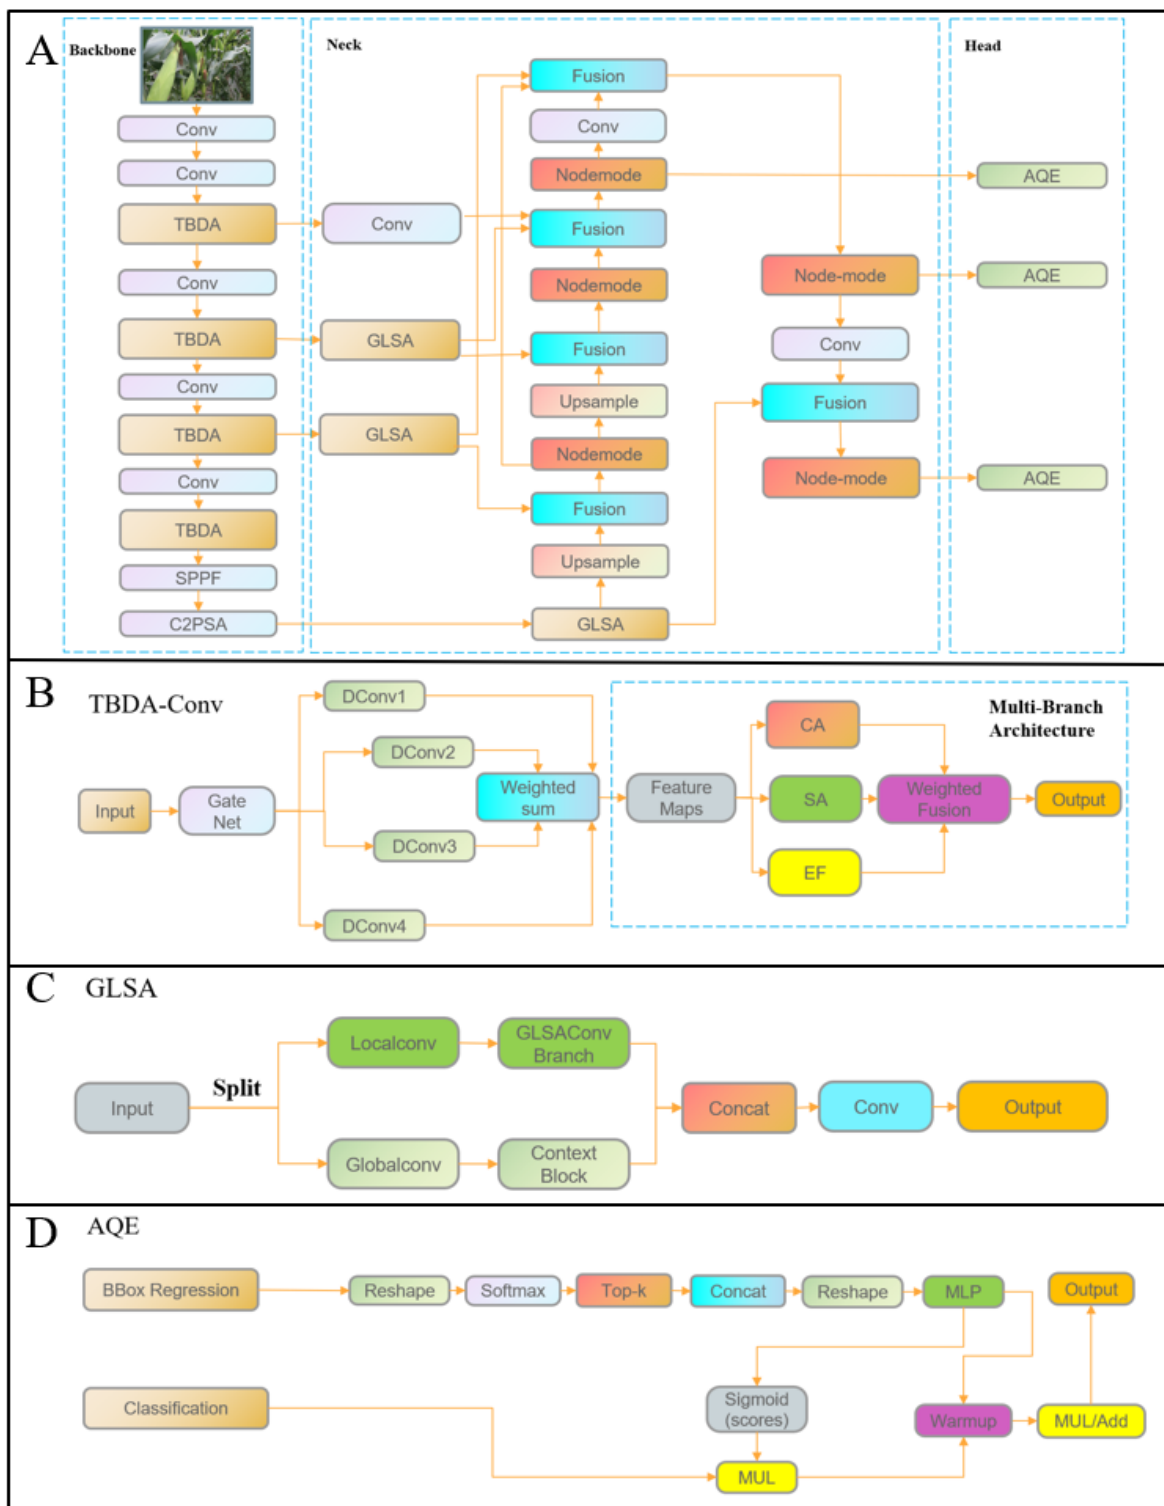 A
Backbone
Neck
Head
Conv
Conv
TBDA
Conv
TBDA
Conv
TBDA
Conv
TBDA
SPPF
C2PSA
Conv
GLSA
GLSA
Fusion
Conv
Nodemode
Fusion
Nodemode
Fusion
Upsample
Nodemode
Fusion
Upsample
GLSA
Node-mode
Conv
Fusion
Node-mode
AQE
AQE
AQE
B
TBDA-Conv
Input
Gate
Net
DConv1
DConv2
DConv3
DConv4
Weighted
sum
Feature
Maps
CA
SA
EF
Weighted
Fusion
Output
Multi-Branch
Architecture
C
GLSA
Input
Split
Localconv
GLSAConv
Branch
Globalconv
Context
Block
Concat
Conv
Output
D
AQE
BBox Regression
Reshape
Softmax
Top-k
Concat
Reshape
MLP
Output
Classification
Sigmoid
(scores)
MUL
Warmup
MUL/Add